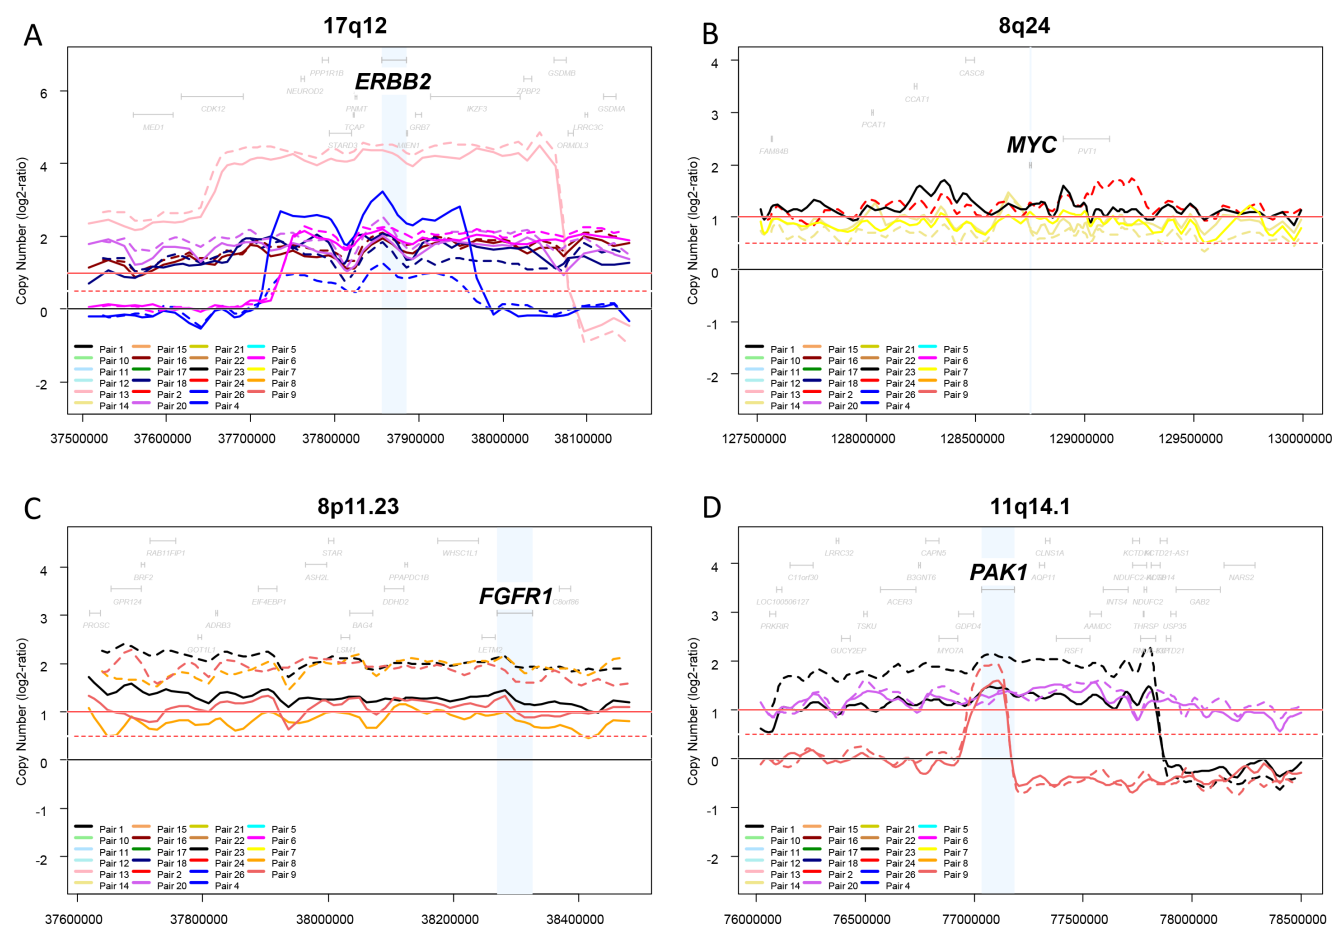 A
17q12
PPP1R1B
GSDMB
NEUROD2
ERBB2
ZPBP2
CDKY2
PNMT
IKZF3
GSDMA
MED1
TCAP
GRB7
LRRC3C
STARD3
MIEN1
ORMDL3
Copy Number (log2-ratio)
6
4
2
0
-2
Pair 1 Pair 15 Pair 21 Pair 5
Pair 10 Pair 16 Pair 22 Pair 6
Pair 11 Pair 17 Pair 23 Pair 7
Pair 12 Pair 18 Pair 24 Pair 8
Pair 13 Pair 2 Pair 26 Pair 9
Pair 14 Pair 20 Pair 4
37500000 37600000 37700000 37800000 37900000 38000000 38100000
B
8q24
CASC8
CCAT1
PCAT1
MYC
FAM84B
PVT1
Copy Number (log2-ratio)
4
3
2
1
0
-1
-2
Pair 1 Pair 15 Pair 21 Pair 5
Pair 10 Pair 16 Pair 22 Pair 6
Pair 11 Pair 17 Pair 23 Pair 7
Pair 12 Pair 18 Pair 24 Pair 8
Pair 13 Pair 2 Pair 26 Pair 9
Pair 14 Pair 20 Pair 4
127500000 128000000 128500000 129000000 129500000 130000000
C
8p11.23
RAB11FIP1 STAR WHSC1L1
BRF2 ASH2L PPAPDC1B
GPR124 EIF4EBP1 DDHD2 FGFR1 C8orf86
PROSC ADRB3 BAG4
GOT1L1 LSM1 LETM2
Copy Number (log2-ratio)
4
3
2
1
0
-1
-2
Pair 1 Pair 15 Pair 21 Pair 5
Pair 10 Pair 16 Pair 22 Pair 6
Pair 11 Pair 17 Pair 23 Pair 7
Pair 12 Pair 18 Pair 24 Pair 8
Pair 13 Pair 2 Pair 26 Pair 9
Pair 14 Pair 20 Pair 4
37600000 37800000 38000000 38200000 38400000
D
11q14.1
LRRC32 CAPN5 CLNS1A
C11orf30 B3GNT6 PAK1 AQP11 NARS2
LOC100506127 ACER3 INTS4 NDUFC2 GAB2
PRKRIR TSKU GDPD4 AAMDC THRSP USP35
GUCY2EP MYO7A RSF1
Copy Number (log2-ratio)
4
3
2
1
0
-1
-2
Pair 1 Pair 15 Pair 21 Pair 5
Pair 10 Pair 16 Pair 22 Pair 6
Pair 11 Pair 17 Pair 23 Pair 7
Pair 12 Pair 18 Pair 24 Pair 8
Pair 13 Pair 2 Pair 26 Pair 9
Pair 14 Pair 20 Pair 4
76000000 76500000 77000000 77500000 78000000 78500000